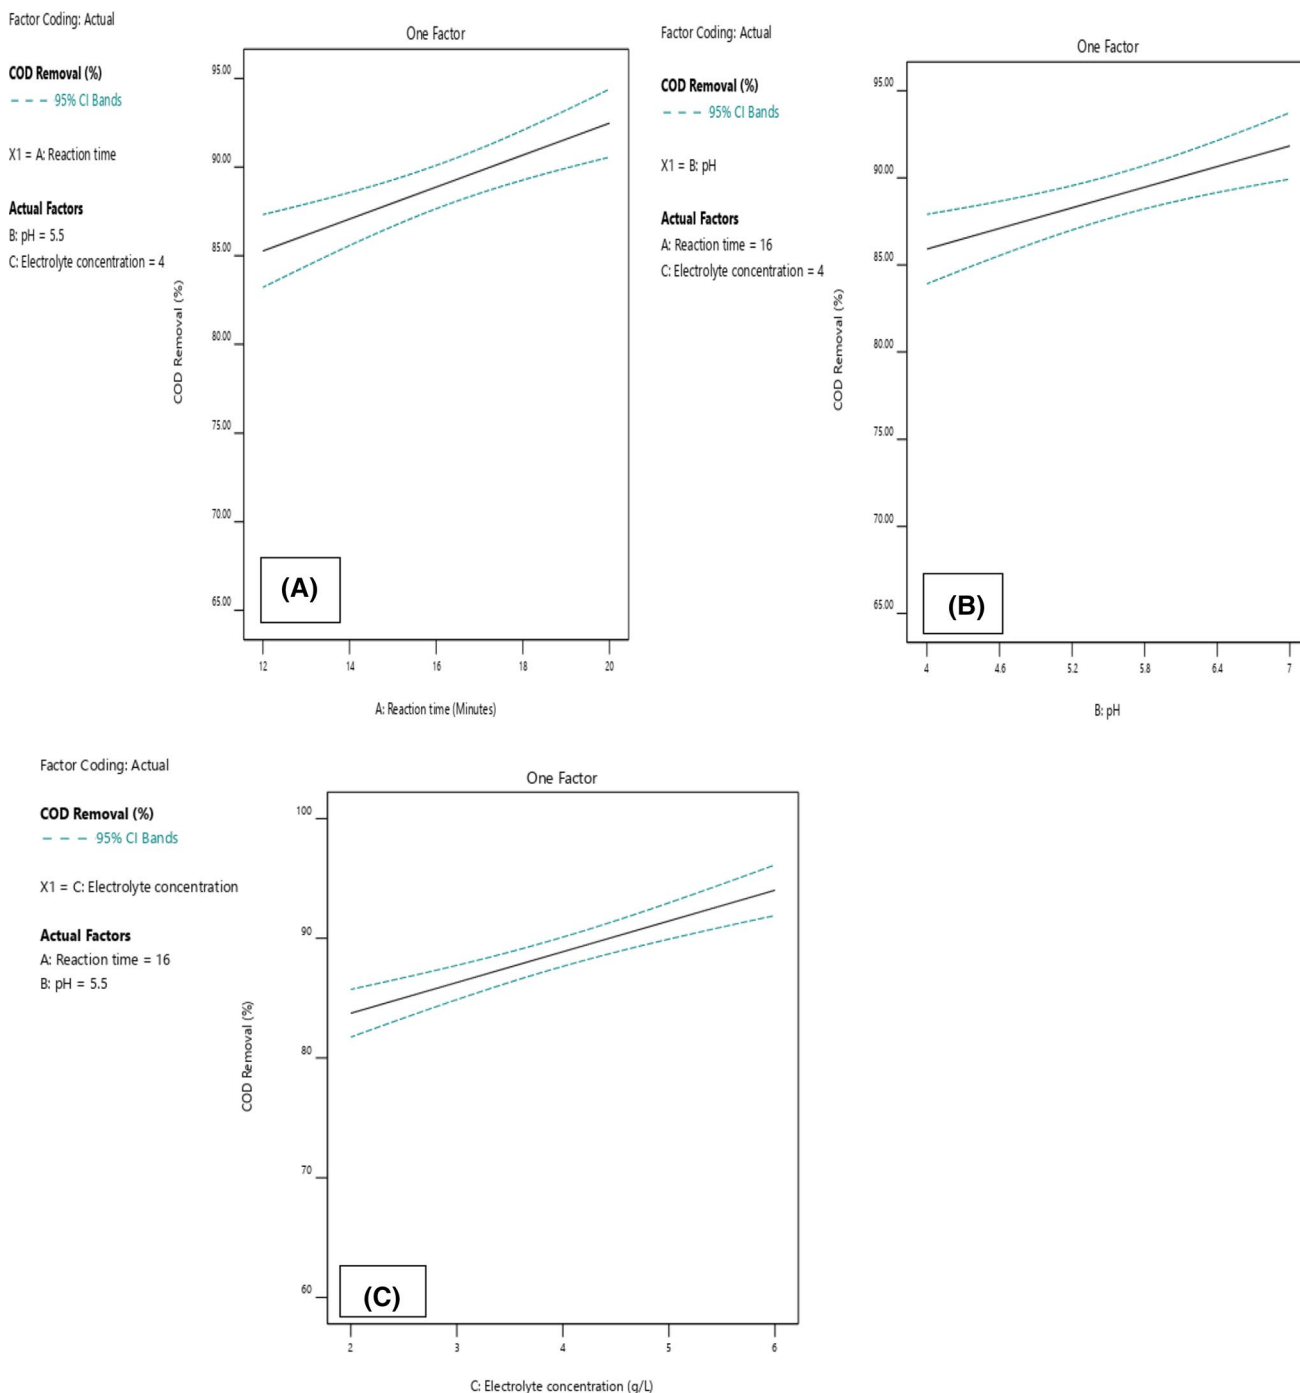 Factor Coding: Actual
COD Removal (%)
95% CI Bands
X1 = A: Reaction time
Actual Factors
B: pH = 5.5
C: Electrolyte concentration = 4
One Factor
COD Removal (%)
95.00
90.00
85.00
80.00
75.00
70.00
65.00
(A)
12 14 16 18 20
A: Reaction time (Minutes)
Factor Coding: Actual
COD Removal (%)
95% CI Bands
X1 = B: pH
Actual Factors
A: Reaction time = 16
C: Electrolyte concentration = 4
One Factor
COD Removal (%)
95.00
90.00
85.00
80.00
75.00
70.00
65.00
(B)
4 4.6 5.2 5.8 6.4 7
B: pH
Factor Coding: Actual
COD Removal (%)
95% CI Bands
X1 = C: Electrolyte concentration
Actual Factors
A: Reaction time = 16
B: pH = 5.5
One Factor
COD Removal (%)
100
90
80
70
60
(C)
2 3 4 5 6
C: Electrolyte concentration (g/L)